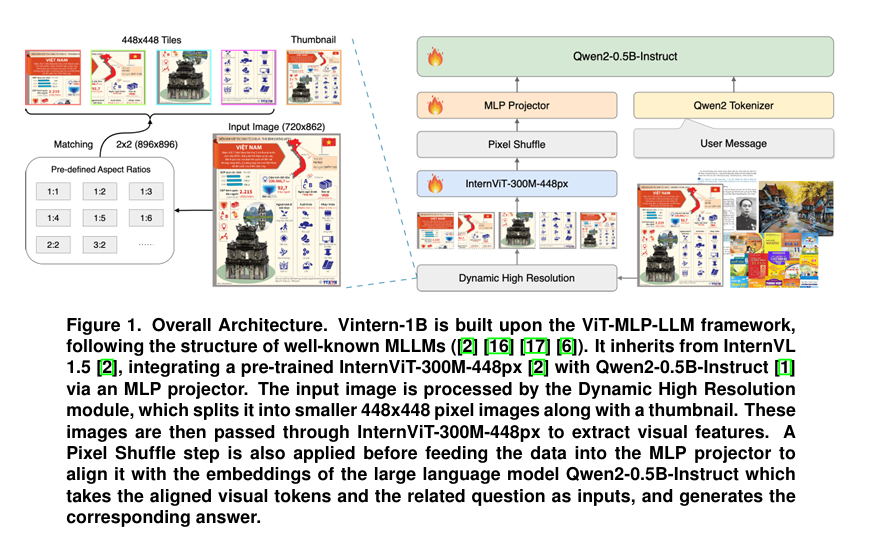 448x448 Tiles
Thumbnail
Matching
2x2 (896x896)
Input Image (720x862)
Pre-defined Aspect Ratios
1:1
1:2
1:3
1:4
1:5
1:6
2:2
3:2
......
VIỆT NAM
2.215
92,7
Qwen2-0.5B-Instruct
MLP Projector
Qwen2 Tokenizer
Pixel Shuffle
User Message
InternViT-300M-448px
Dynamic High Resolution
Figure 1. Overall Architecture. Vintern-1B is built upon the ViT-MLP-LLM framework,
following the structure of well-known MLLMs ([2] [16] [17] [6]). It inherits from InternVL
1.5 [2], integrating a pre-trained InternViT-300M-448px [2] with Qwen2-0.5B-Instruct [1]
via an MLP projector. The input image is processed by the Dynamic High Resolution
module, which splits it into smaller 448x448 pixel images along with a thumbnail. These
images are then passed through InternViT-300M-448px to extract visual features. A
Pixel Shuffle step is also applied before feeding the data into the MLP projector to
align it with the embeddings of the large language model Qwen2-0.5B-Instruct which
takes the aligned visual tokens and the related question as inputs, and generates the
corresponding answer.